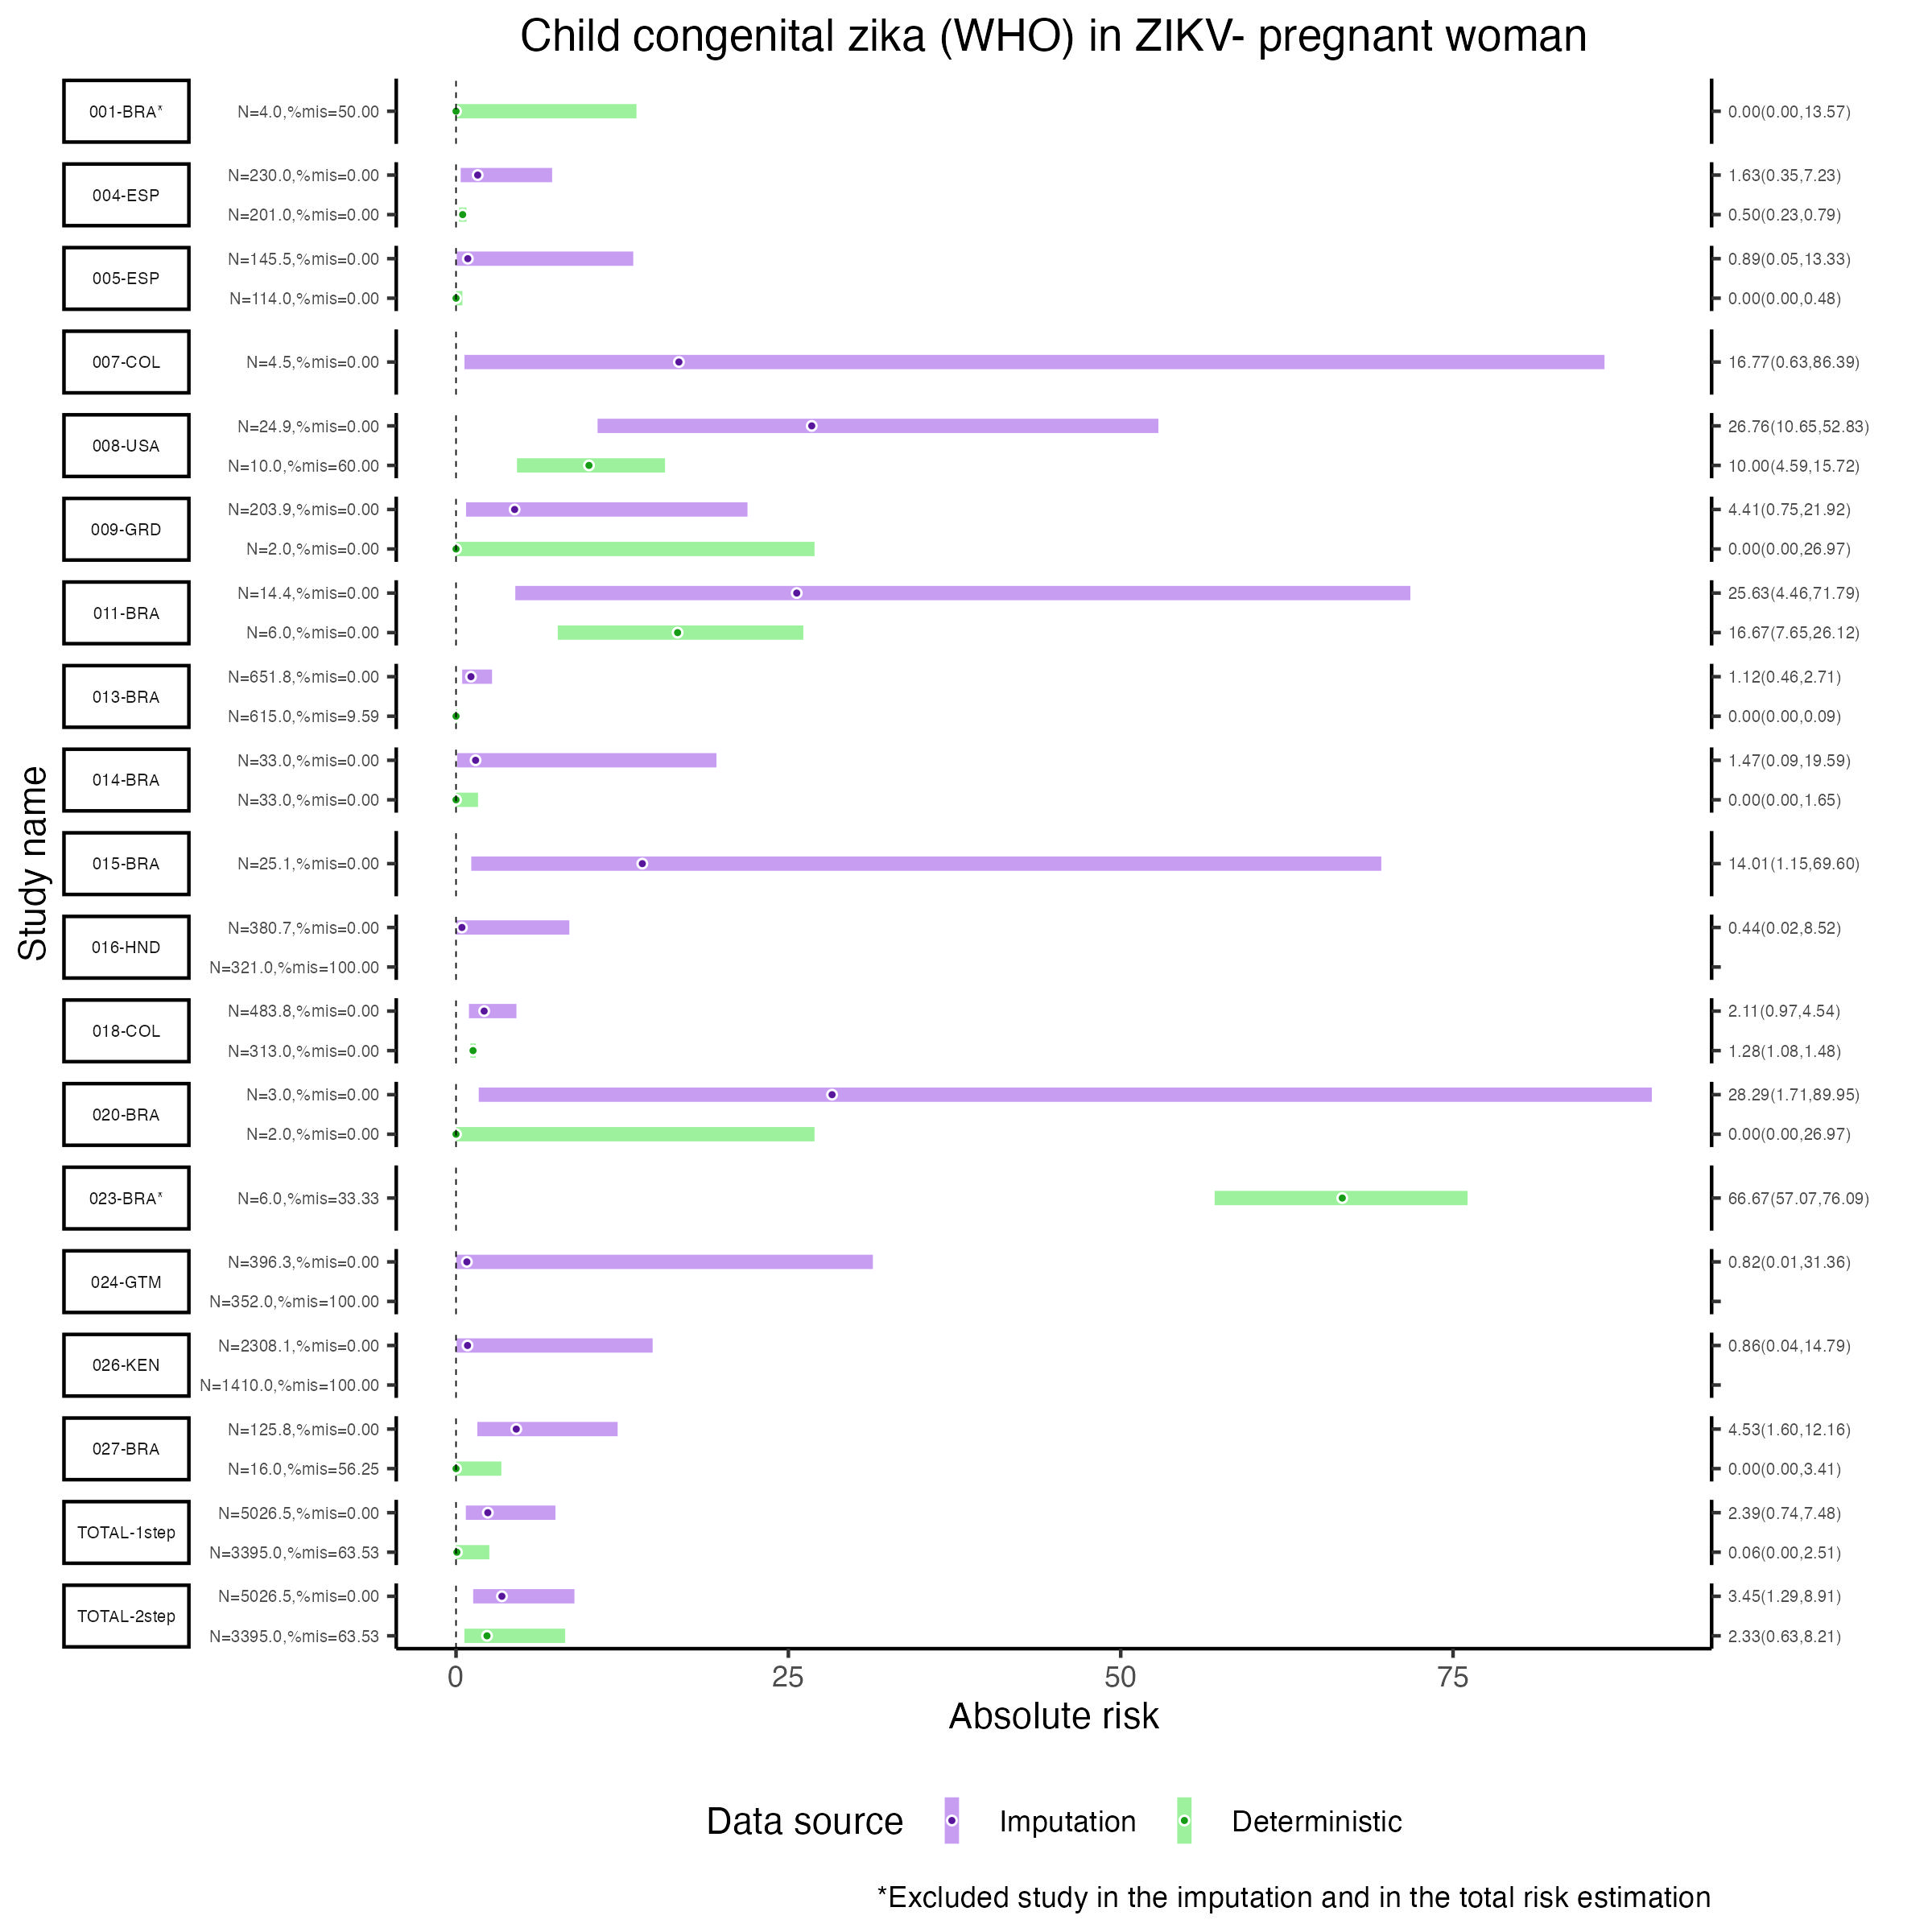 Child congenital zika (WHO) in ZIKV- pregnant woman
Study name
001-BRA*
N=4.0,%mis=50.00
0.00(0.00,13.57)
004-ESP
N=230.0,%mis=0.00
1.63(0.35,7.23)
N=201.0,%mis=0.00
0.50(0.23,0.79)
005-ESP
N=145.5,%mis=0.00
0.89(0.05,13.33)
N=114.0,%mis=0.00
0.00(0.00,0.48)
007-COL
N=4.5,%mis=0.00
16.77(0.63,86.39)
008-USA
N=24.9,%mis=0.00
26.76(10.65,52.83)
N=10.0,%mis=60.00
10.00(4.59,15.72)
009-GRD
N=203.9,%mis=0.00
4.41(0.75,21.92)
N=2.0,%mis=0.00
0.00(0.00,26.97)
011-BRA
N=14.4,%mis=0.00
25.63(4.46,71.79)
N=6.0,%mis=0.00
16.67(7.65,26.12)
013-BRA
N=651.8,%mis=0.00
1.12(0.46,2.71)
N=615.0,%mis=9.59
0.00(0.00,0.09)
014-BRA
N=33.0,%mis=0.00
1.47(0.09,19.59)
N=33.0,%mis=0.00
0.00(0.00,1.65)
015-BRA
N=25.1,%mis=0.00
14.01(1.15,69.60)
016-HND
N=380.7,%mis=0.00
0.44(0.02,8.52)
N=321.0,%mis=100.00
018-COL
N=483.8,%mis=0.00
2.11(0.97,4.54)
N=313.0,%mis=0.00
1.28(1.08,1.48)
020-BRA
N=3.0,%mis=0.00
28.29(1.71,89.95)
N=2.0,%mis=0.00
0.00(0.00,26.97)
023-BRA*
N=6.0,%mis=33.33
66.67(57.07,76.09)
024-GTM
N=396.3,%mis=0.00
0.82(0.01,31.36)
N=352.0,%mis=100.00
026-KEN
N=2308.1,%mis=0.00
0.86(0.04,14.79)
N=1410.0,%mis=100.00
027-BRA
N=125.8,%mis=0.00
4.53(1.60,12.16)
N=16.0,%mis=56.25
0.00(0.00,3.41)
TOTAL-1step
N=5026.5,%mis=0.00
2.39(0.74,7.48)
N=3395.0,%mis=63.53
0.06(0.00,2.51)
TOTAL-2step
N=5026.5,%mis=0.00
3.45(1.29,8.91)
N=3395.0,%mis=63.53
2.33(0.63,8.21)
0 25 50 75
Absolute risk
Data source Imputation Deterministic
*Excluded study in the imputation and in the total risk estimation